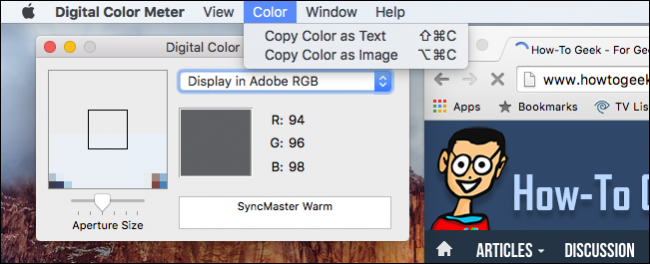 Digital Color Meter View Color Window Help
Copy Color as Text ⇧⌘C
Copy Color as Image ⌥⌘C
Digital Color
Display in Adobe RGB
R: 94
G: 96
B: 98
Aperture Size
SyncMaster Warm
How-To Geek - For Gee
www.howtogeek
Apps Bookmarks TV Lis
How-To G
ARTICLES DISCUSSION